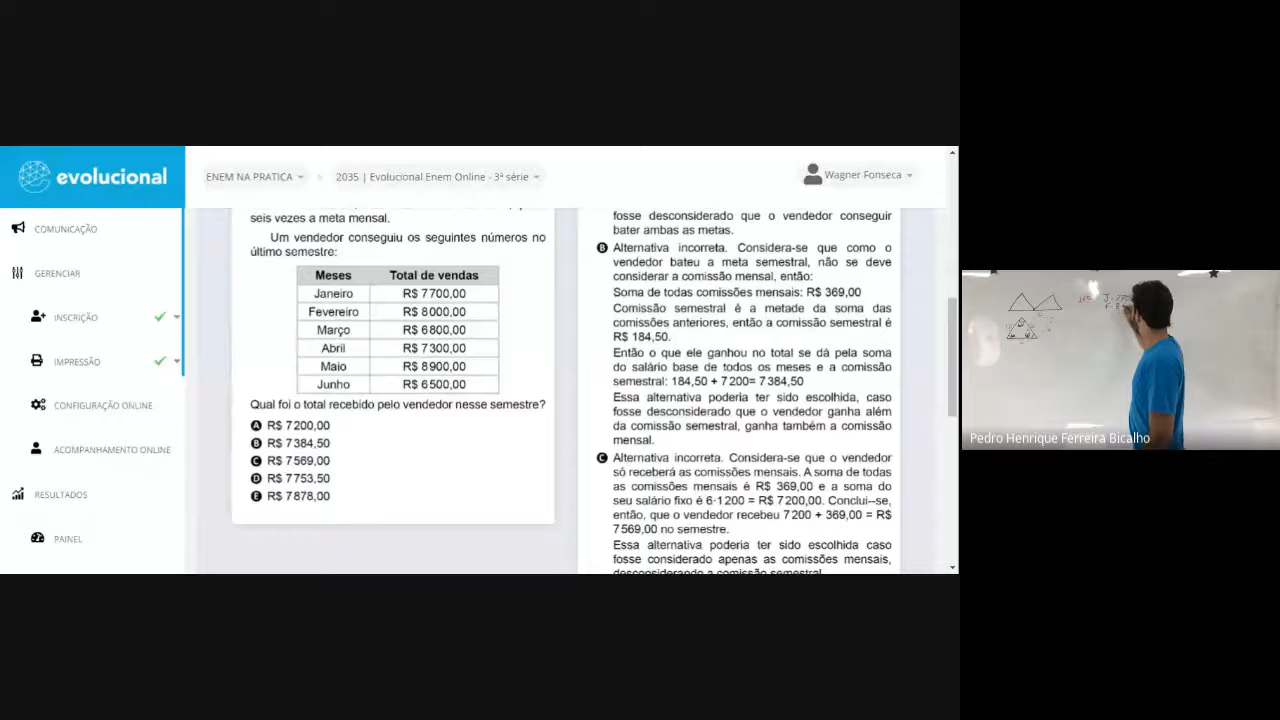 evolucional
ENEM NA PRATICA
2035 | Evolucional Enem Online - 3ª série
Wagner Fonseca
COMUNICAÇÃO
GERENCIAR
INSCRIÇÃO
IMPRESSÃO
CONFIGURAÇÃO ONLINE
ACOMPANHAMENTO ONLINE
RESULTADOS
PAINEL
seis vezes a meta mensal.
Um vendedor conseguiu os seguintes números no
último semestre:
Meses Total de vendas
Janeiro R$ 7700,00
Fevereiro R$ 8000,00
Março R$ 6800,00
Abril R$ 7300,00
Maio R$ 8900,00
Junho R$ 6500,00
Qual foi o total recebido pelo vendedor nesse semestre?
A R$ 7200,00
B R$ 7384,50
C R$ 7569,00
D R$ 7753,50
E R$ 7878,00
fosse desconsiderado que o vendedor conseguir
bater ambas as metas.
B Alternativa incorreta. Considera-se que como o
vendedor bateu a meta semestral, não se deve
considerar a comissão mensal, então:
Soma de todas comissões mensais: R$ 369,00
Comissão semestral é a metade da soma das
comissões anteriores, então a comissão semestral é
R$ 184,50.
Então o que ele ganhou no total se dá pela soma
do salário base de todos os meses e a comissão
semestral: 184,50 + 7200= 7384,50
Essa alternativa poderia ter sido escolhida, caso
fosse desconsiderado que o vendedor ganha além
da comissão semestral, ganha também a comissão
mensal.
C Alternativa incorreta. Considera-se que o vendedor
só receberá as comissões mensais. A soma de todas
as comissões mensais é R$ 369,00 e a soma do
seu salário fixo é 6·1200 = R$ 7200,00. Conclui--se,
então, que o vendedor recebeu 7200 + 369,00 = R$
7569,00 no semestre.
Essa alternativa poderia ter sido escolhida caso
fosse considerado apenas as comissões mensais,
desconsiderando a comissão semestral.
Pedro Henrique Ferreira Bicalho